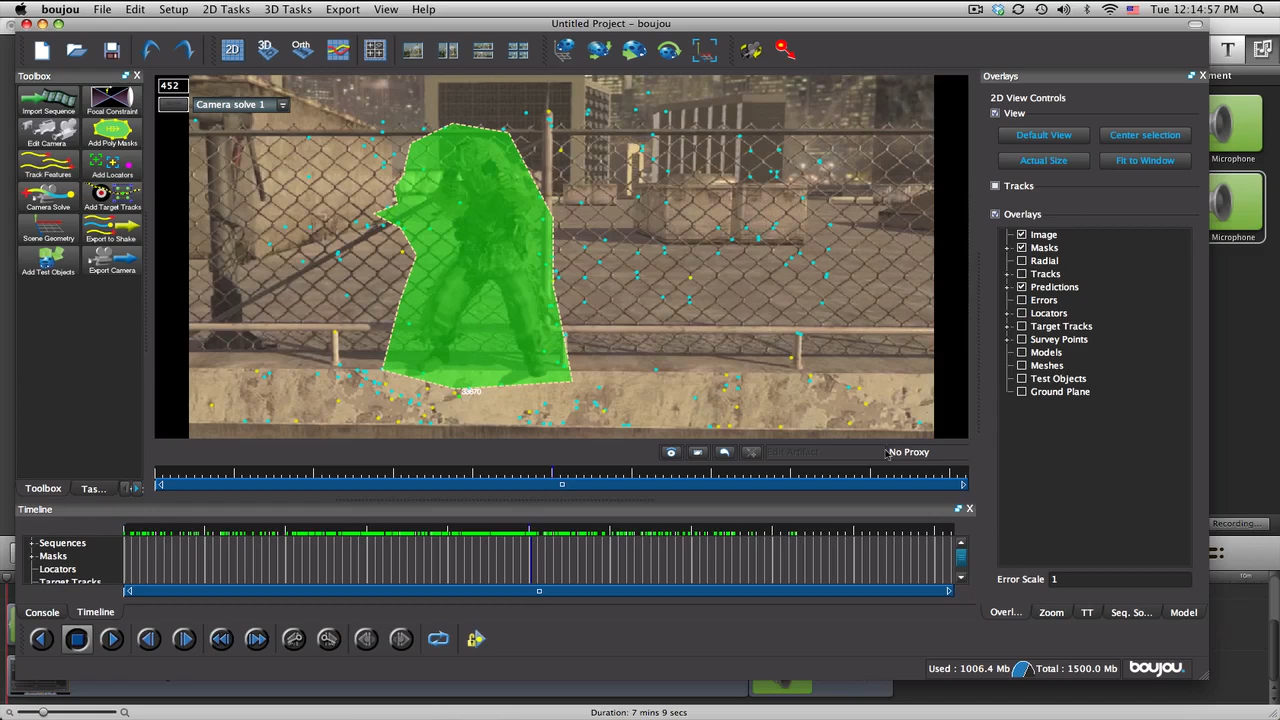 boujou File Edit Setup 2D Tasks 3D Tasks Export View Help Tue 12:14:57 PM
Untitled Project - boujou
2D 3D Orth
Toolbox
Import Sequence Focal Constraint
Edit Camera Add Poly Masks
Track Features Add Locators
Camera Solve Add Target Tracks
Scene Geometry Export to Shake
Add Test Objects Export Camera
452
Camera solve 1
33670
Edit Artifact No Proxy
Toolbox Tas...
Overlays
2D View Controls
View
Default View Center selection
Actual Size Fit to Window
Tracks
Overlays
Image
Masks
Radial
Tracks
Predictions
Errors
Locators
Target Tracks
Survey Points
Models
Meshes
Test Objects
Ground Plane
Error Scale 1
Overl... Zoom TT Seq. So... Model
Timeline
Sequences
Masks
Locators
Target Tracks
Console Timeline
Used : 1006.4 Mb Total : 1500.0 Mb boujou
T
ment
Microphone
Microphone
Recording...
10m
Duration: 7 mins 9 secs